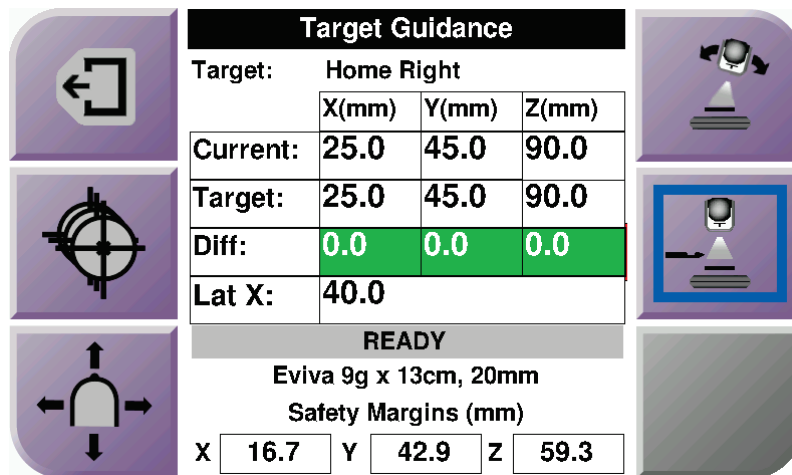 Target Guidance
Target: Home Right
X(mm) Y(mm) Z(mm)
Current: 25.0 45.0 90.0
Target: 25.0 45.0 90.0
Diff: 0.0 0.0 0.0
Lat X: 40.0
READY
Eviva 9g x 13cm, 20mm
Safety Margins (mm)
X 16.7 Y 42.9 Z 59.3